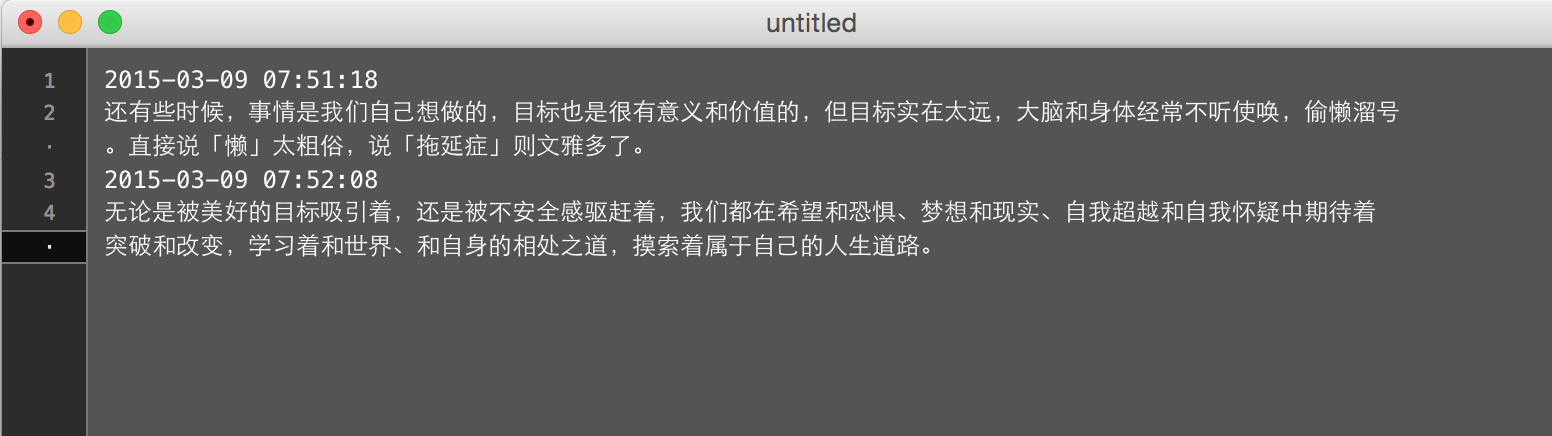 untitled
1 2015-03-09 07:51:18
2 还有些时候，事情是我们自己想做的，目标也是很有意义和价值的，但目标实在太远，大脑和身体经常不听使唤，偷懒溜号
· 。直接说「懒」太粗俗，说「拖延症」则文雅多了。
3 2015-03-09 07:52:08
4 无论是被美好的目标吸引着，还是被不安全感驱赶着，我们都在希望和恐惧、梦想和现实、自我超越和自我怀疑中期待着
· 突破和改变，学习着和世界、和自身的相处之道，摸索着属于自己的人生道路。